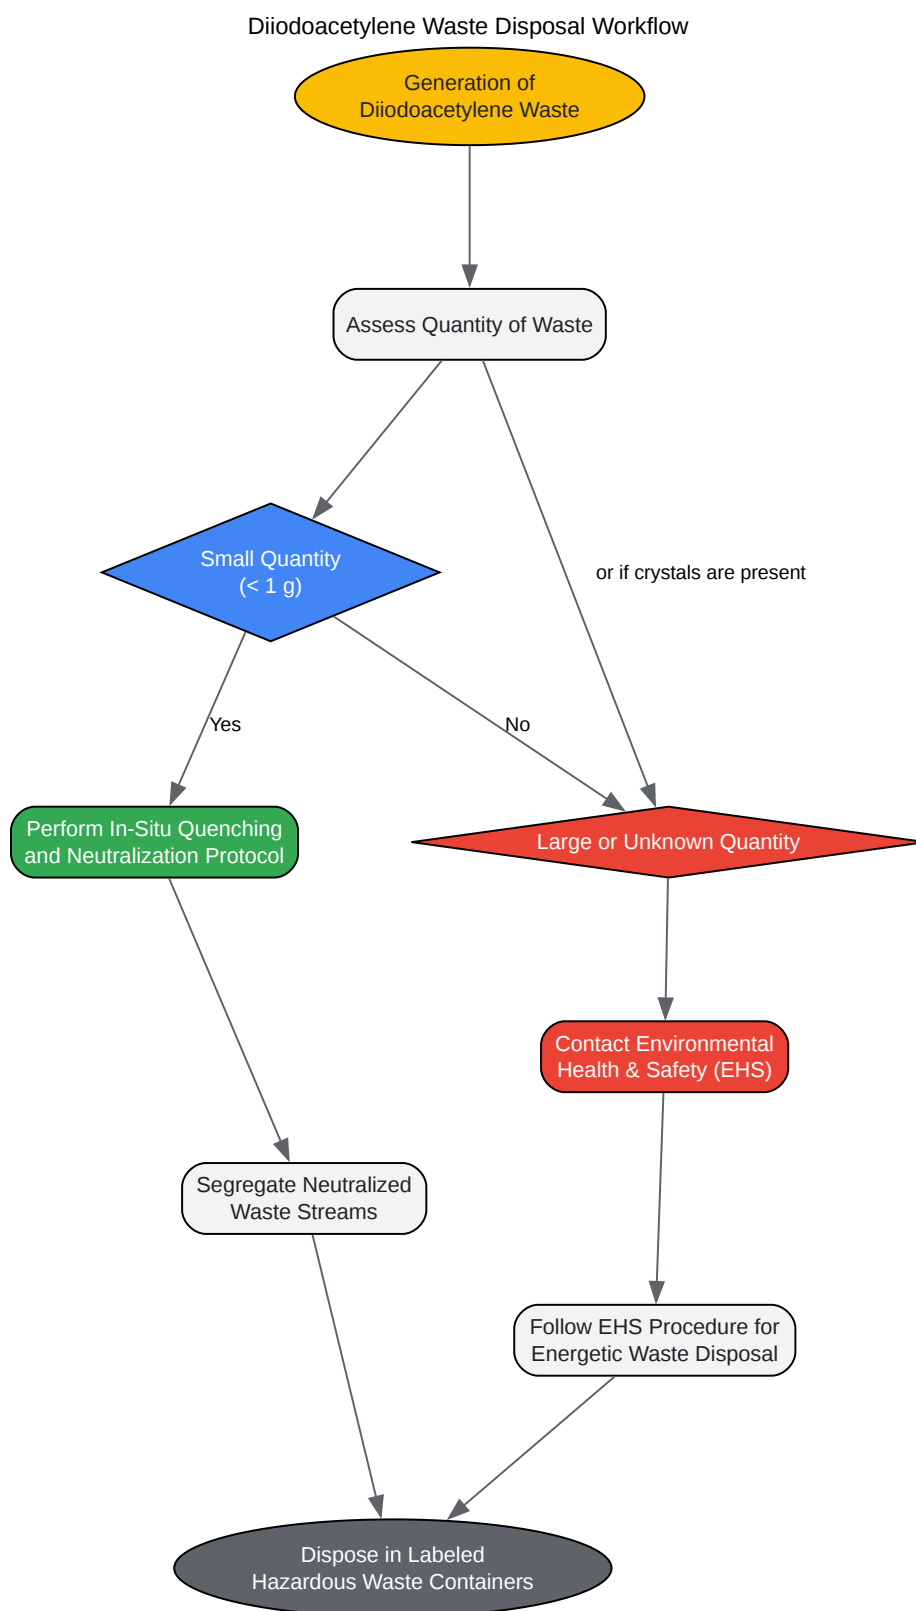 Diiodoacetylene Waste Disposal Workflow
Generation of
Diiodoacetylene Waste
Assess Quantity of Waste
Small Quantity
(< 1 g)
or if crystals are present
Yes
No
Perform In-Situ Quenching
and Neutralization Protocol
Large or Unknown Quantity
Contact Environmental
Health & Safety (EHS)
Segregate Neutralized
Waste Streams
Follow EHS Procedure for
Energetic Waste Disposal
Dispose in Labeled
Hazardous Waste Containers